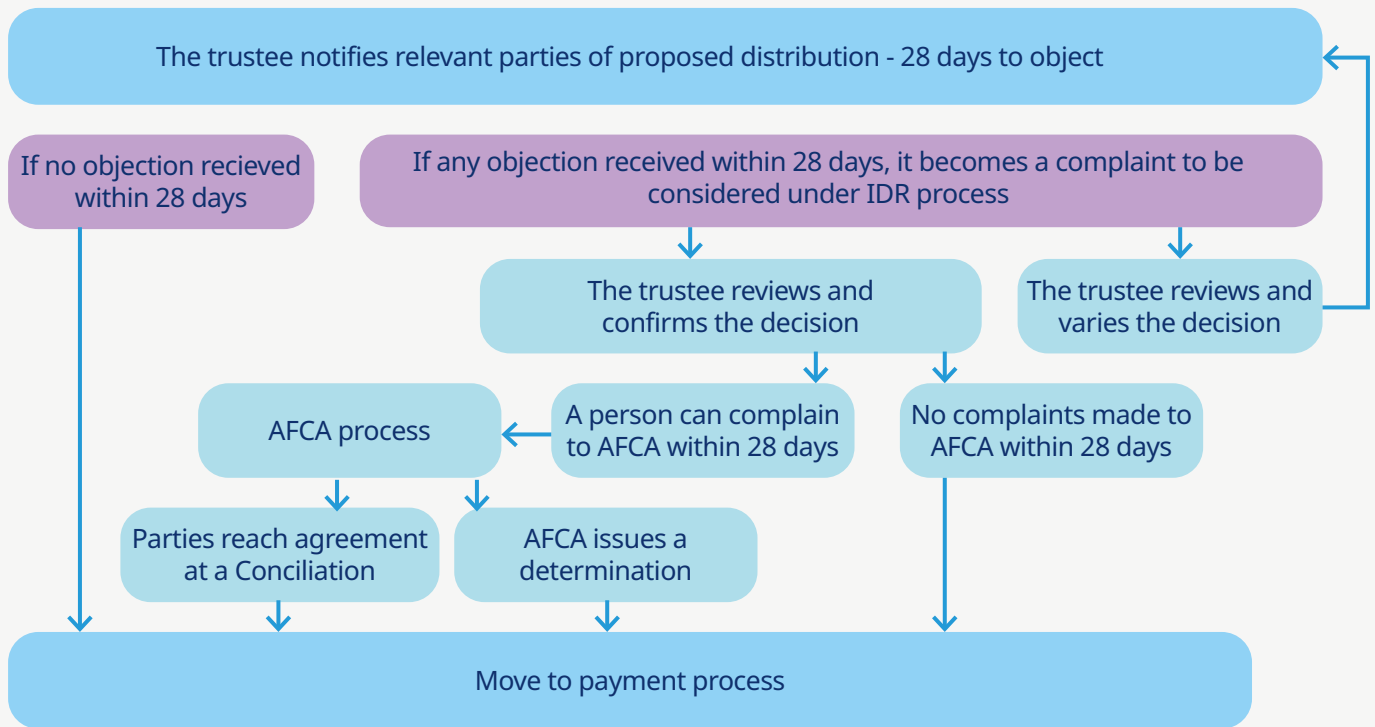 The trustee notifies relevant parties of proposed distribution - 28 days to object
If no objection recieved
within 28 days
If any objection received within 28 days, it becomes a complaint to be
considered under IDR process
The trustee reviews and
confirms the decision
The trustee reviews and
varies the decision
AFCA process
A person can complain
to AFCA within 28 days
No complaints made to
AFCA within 28 days
Parties reach agreement
at a Conciliation
AFCA issues a
determination
Move to payment process